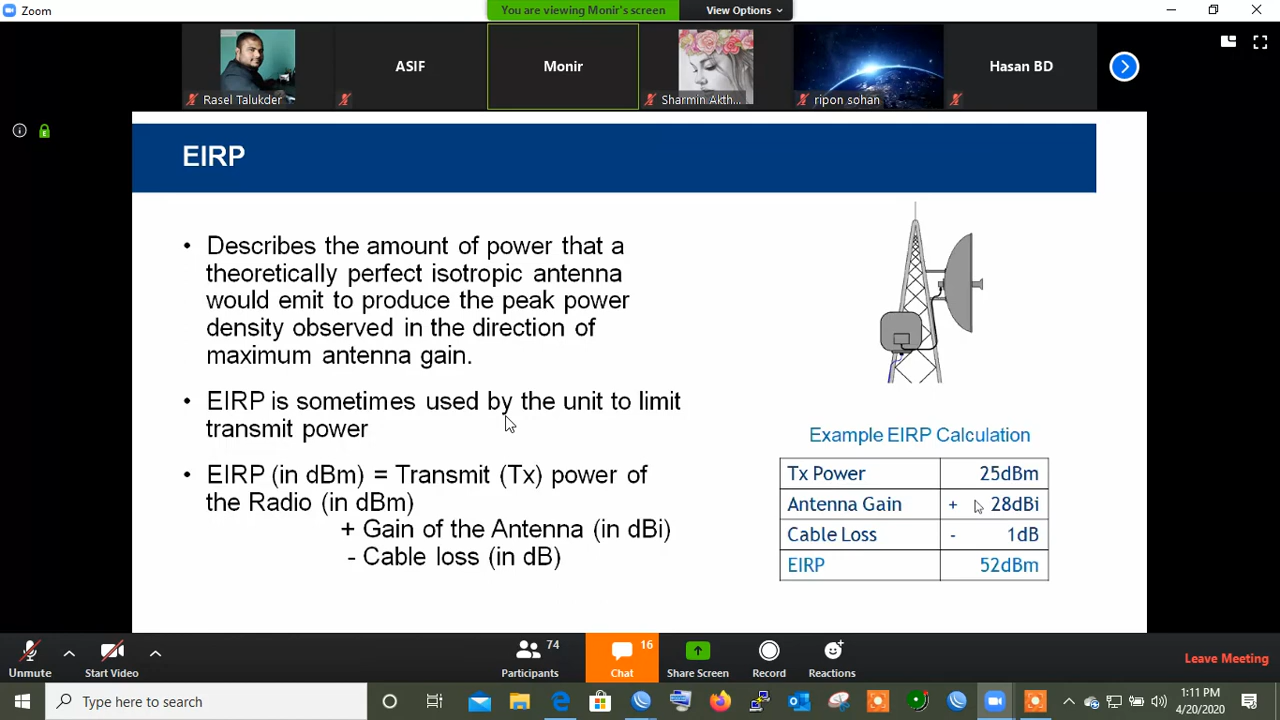 Zoom
You are viewing Monir's screen
View Options
Rasel Talukder
ASIF
Monir
Sharmin Akth...
ripon sohan
Hasan BD
EIRP
• Describes the amount of power that a
theoretically perfect isotropic antenna
would emit to produce the peak power
density observed in the direction of
maximum antenna gain.
• EIRP is sometimes used by the unit to limit
transmit power
• EIRP (in dBm) = Transmit (Tx) power of
the Radio (in dBm)
+ Gain of the Antenna (in dBi)
- Cable loss (in dB)
Example EIRP Calculation
Tx Power 25dBm
Antenna Gain + 28dBi
Cable Loss - 1dB
EIRP 52dBm
Unmute
Start Video
Participants 74
Chat 16
Share Screen
Record
Reactions
Leave Meeting
Type here to search
1:11 PM
4/20/2020